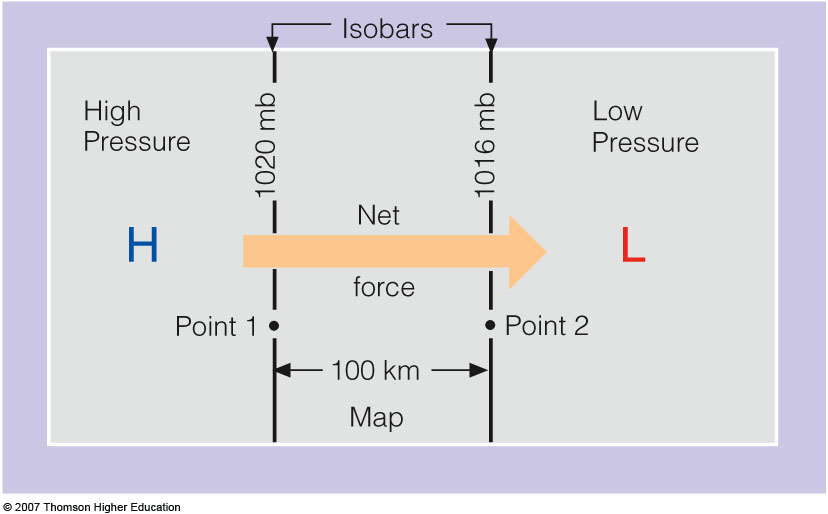 Isobars
High
Pressure
1020 mb
1016 mb
Low
Pressure
H
Net
force
L
Point 1
Point 2
100 km
Map
© 2007 Thomson Higher Education